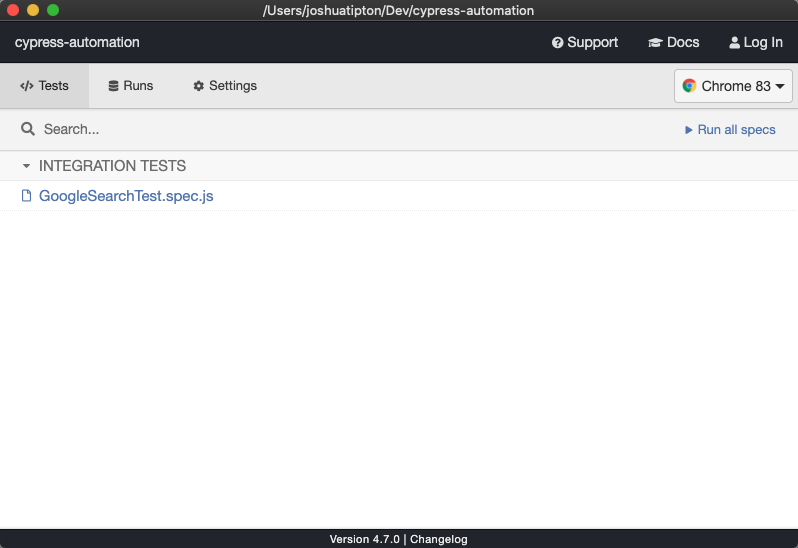 /Users/joshuatipton/Dev/cypress-automation
cypress-automation Support Docs Log In
Tests Runs Settings Chrome 83
Search... Run all specs
INTEGRATION TESTS
GoogleSearchTest.spec.js
Version 4.7.0 | Changelog